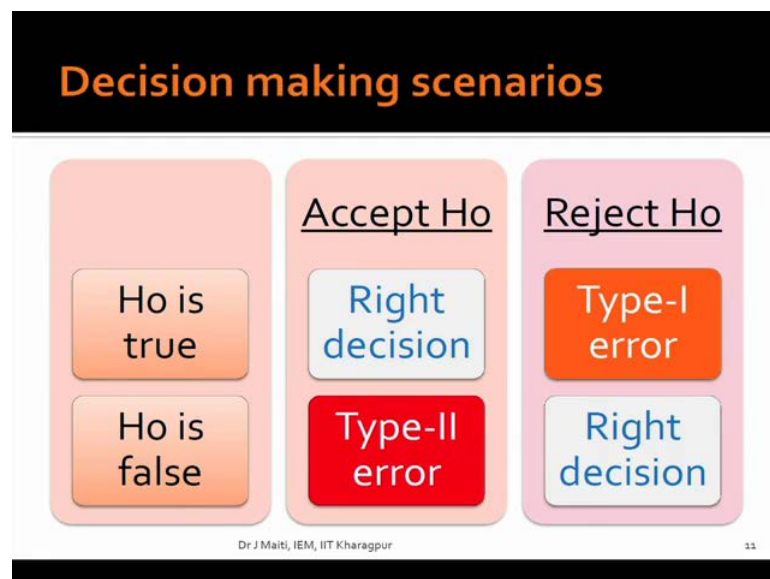 Decision making scenarios
Accept Ho
Reject Ho
Ho is
true
Right
decision
Type-I
error
Ho is
false
Type-II
error
Right
decision
Dr J Maiti, IEM, IIT Kharagpur
11